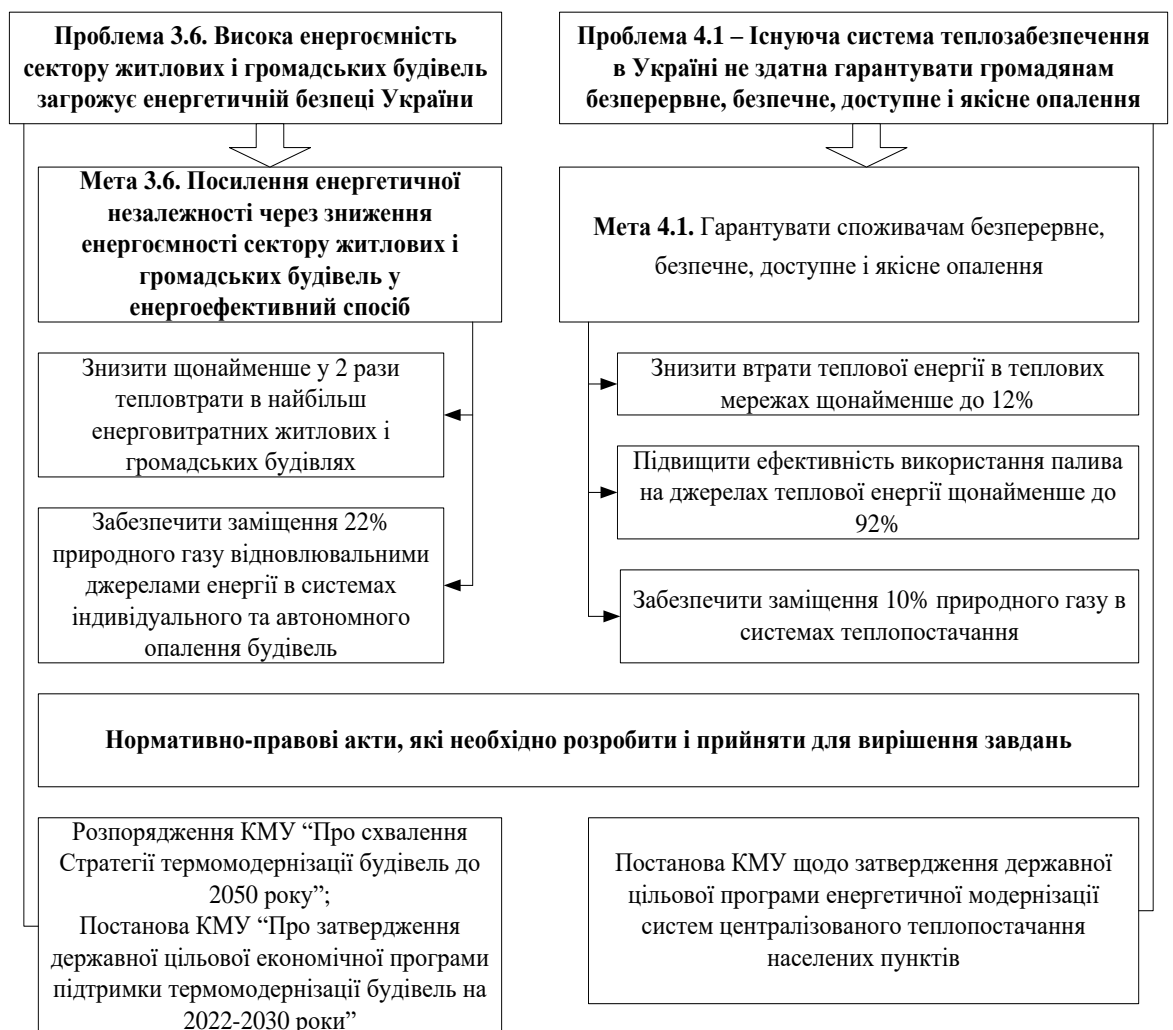 Проблема 3.6. Висока енергоємність
сектору житлових і громадських будівель
загрожує енергетичній безпеці України
Проблема 4.1 – Існуюча система теплозабезпечення
в Україні не здатна гарантувати громадянам
безперервне, безпечне, доступне і якісне опалення
Мета 3.6. Посилення енергетичної
незалежності через зниження
енергоємності сектору житлових і
громадських будівель у
енергоефективний спосіб
Мета 4.1. Гарантувати споживачам безперервне,
безпечне, доступне і якісне опалення
Знизити щонайменше у 2 рази
тепловтрати в найбільш
енерговитратних житлових і
громадських будівлях
Забезпечити заміщення 22%
природного газу відновлювальними
джерелами енергії в системах
індивідуального та автономного
опалення будівель
Знизити втрати теплової енергії в теплових
мережах щонайменше до 12%
Підвищити ефективність використання палива
на джерелах теплової енергії щонайменше до
92%
Забезпечити заміщення 10% природного газу в
системах теплопостачання
Нормативно-правові акти, які необхідно розробити і прийняти для вирішення завдань
Розпорядження КМУ “Про схвалення
Стратегії термомодернізації будівель до
2050 року”;
Постанова КМУ “Про затвердження
державної цільової економічної програми
підтримки термомодернізації будівель на
2022-2030 роки”
Постанова КМУ щодо затвердження державної
цільової програми енергетичної модернізації
систем централізованого теплопостачання
населених пунктів